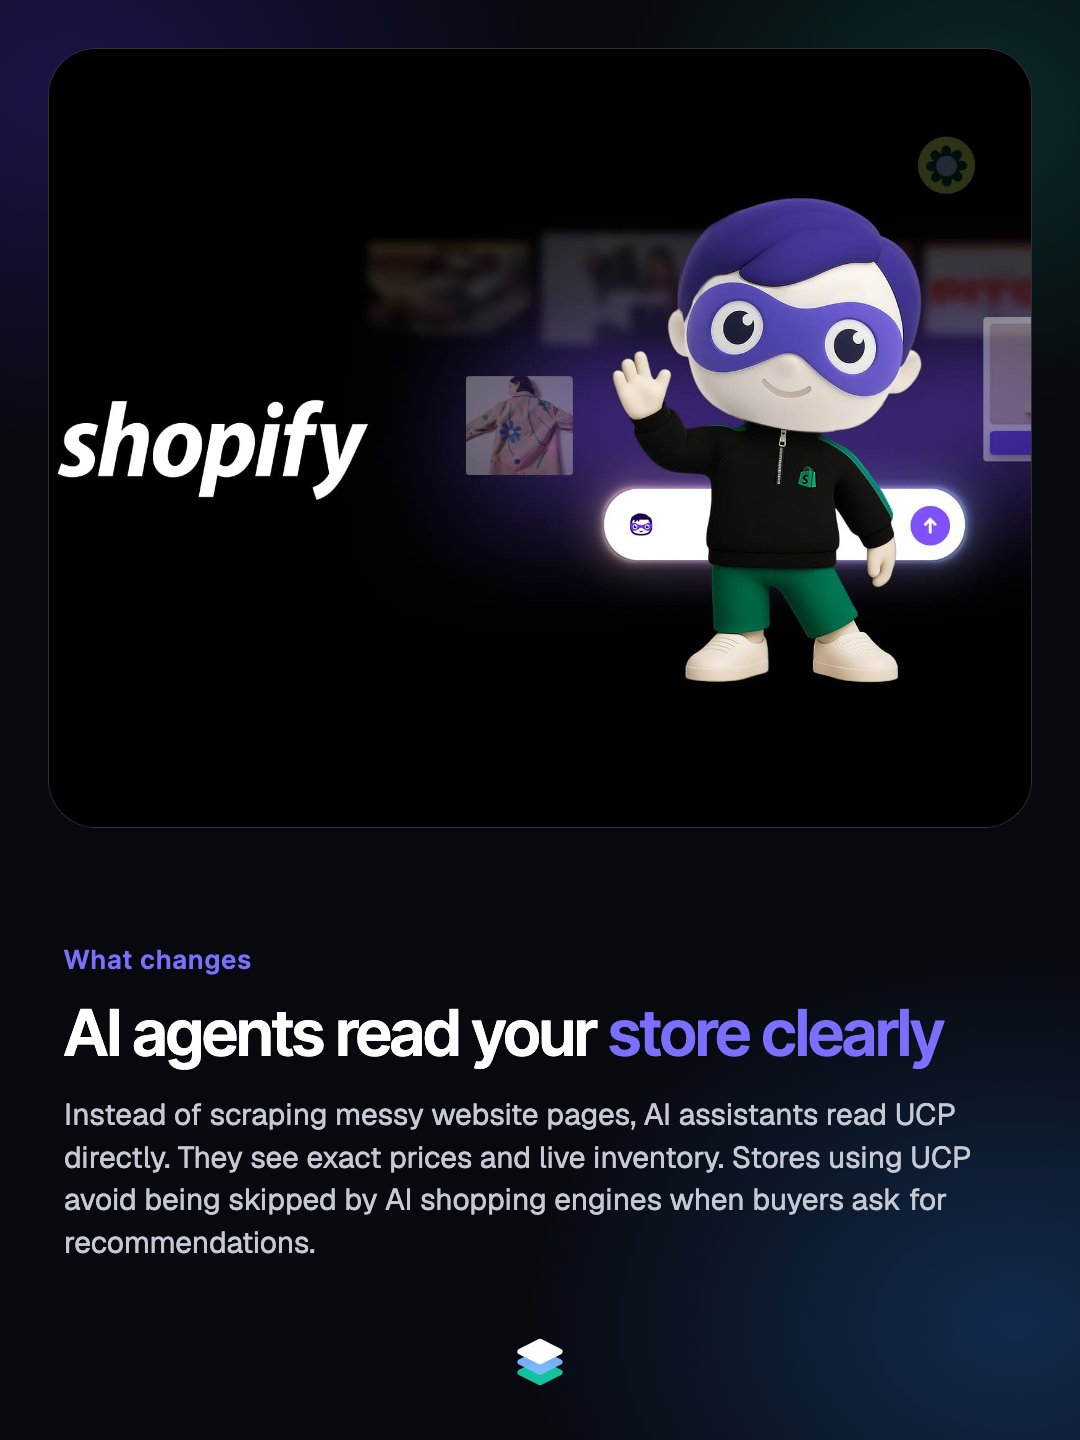 shopify
What changes
AI agents read your store clearly
Instead of scraping messy website pages, AI assistants read UCP
directly. They see exact prices and live inventory. Stores using UCP
avoid being skipped by AI shopping engines when buyers ask for
recommendations.